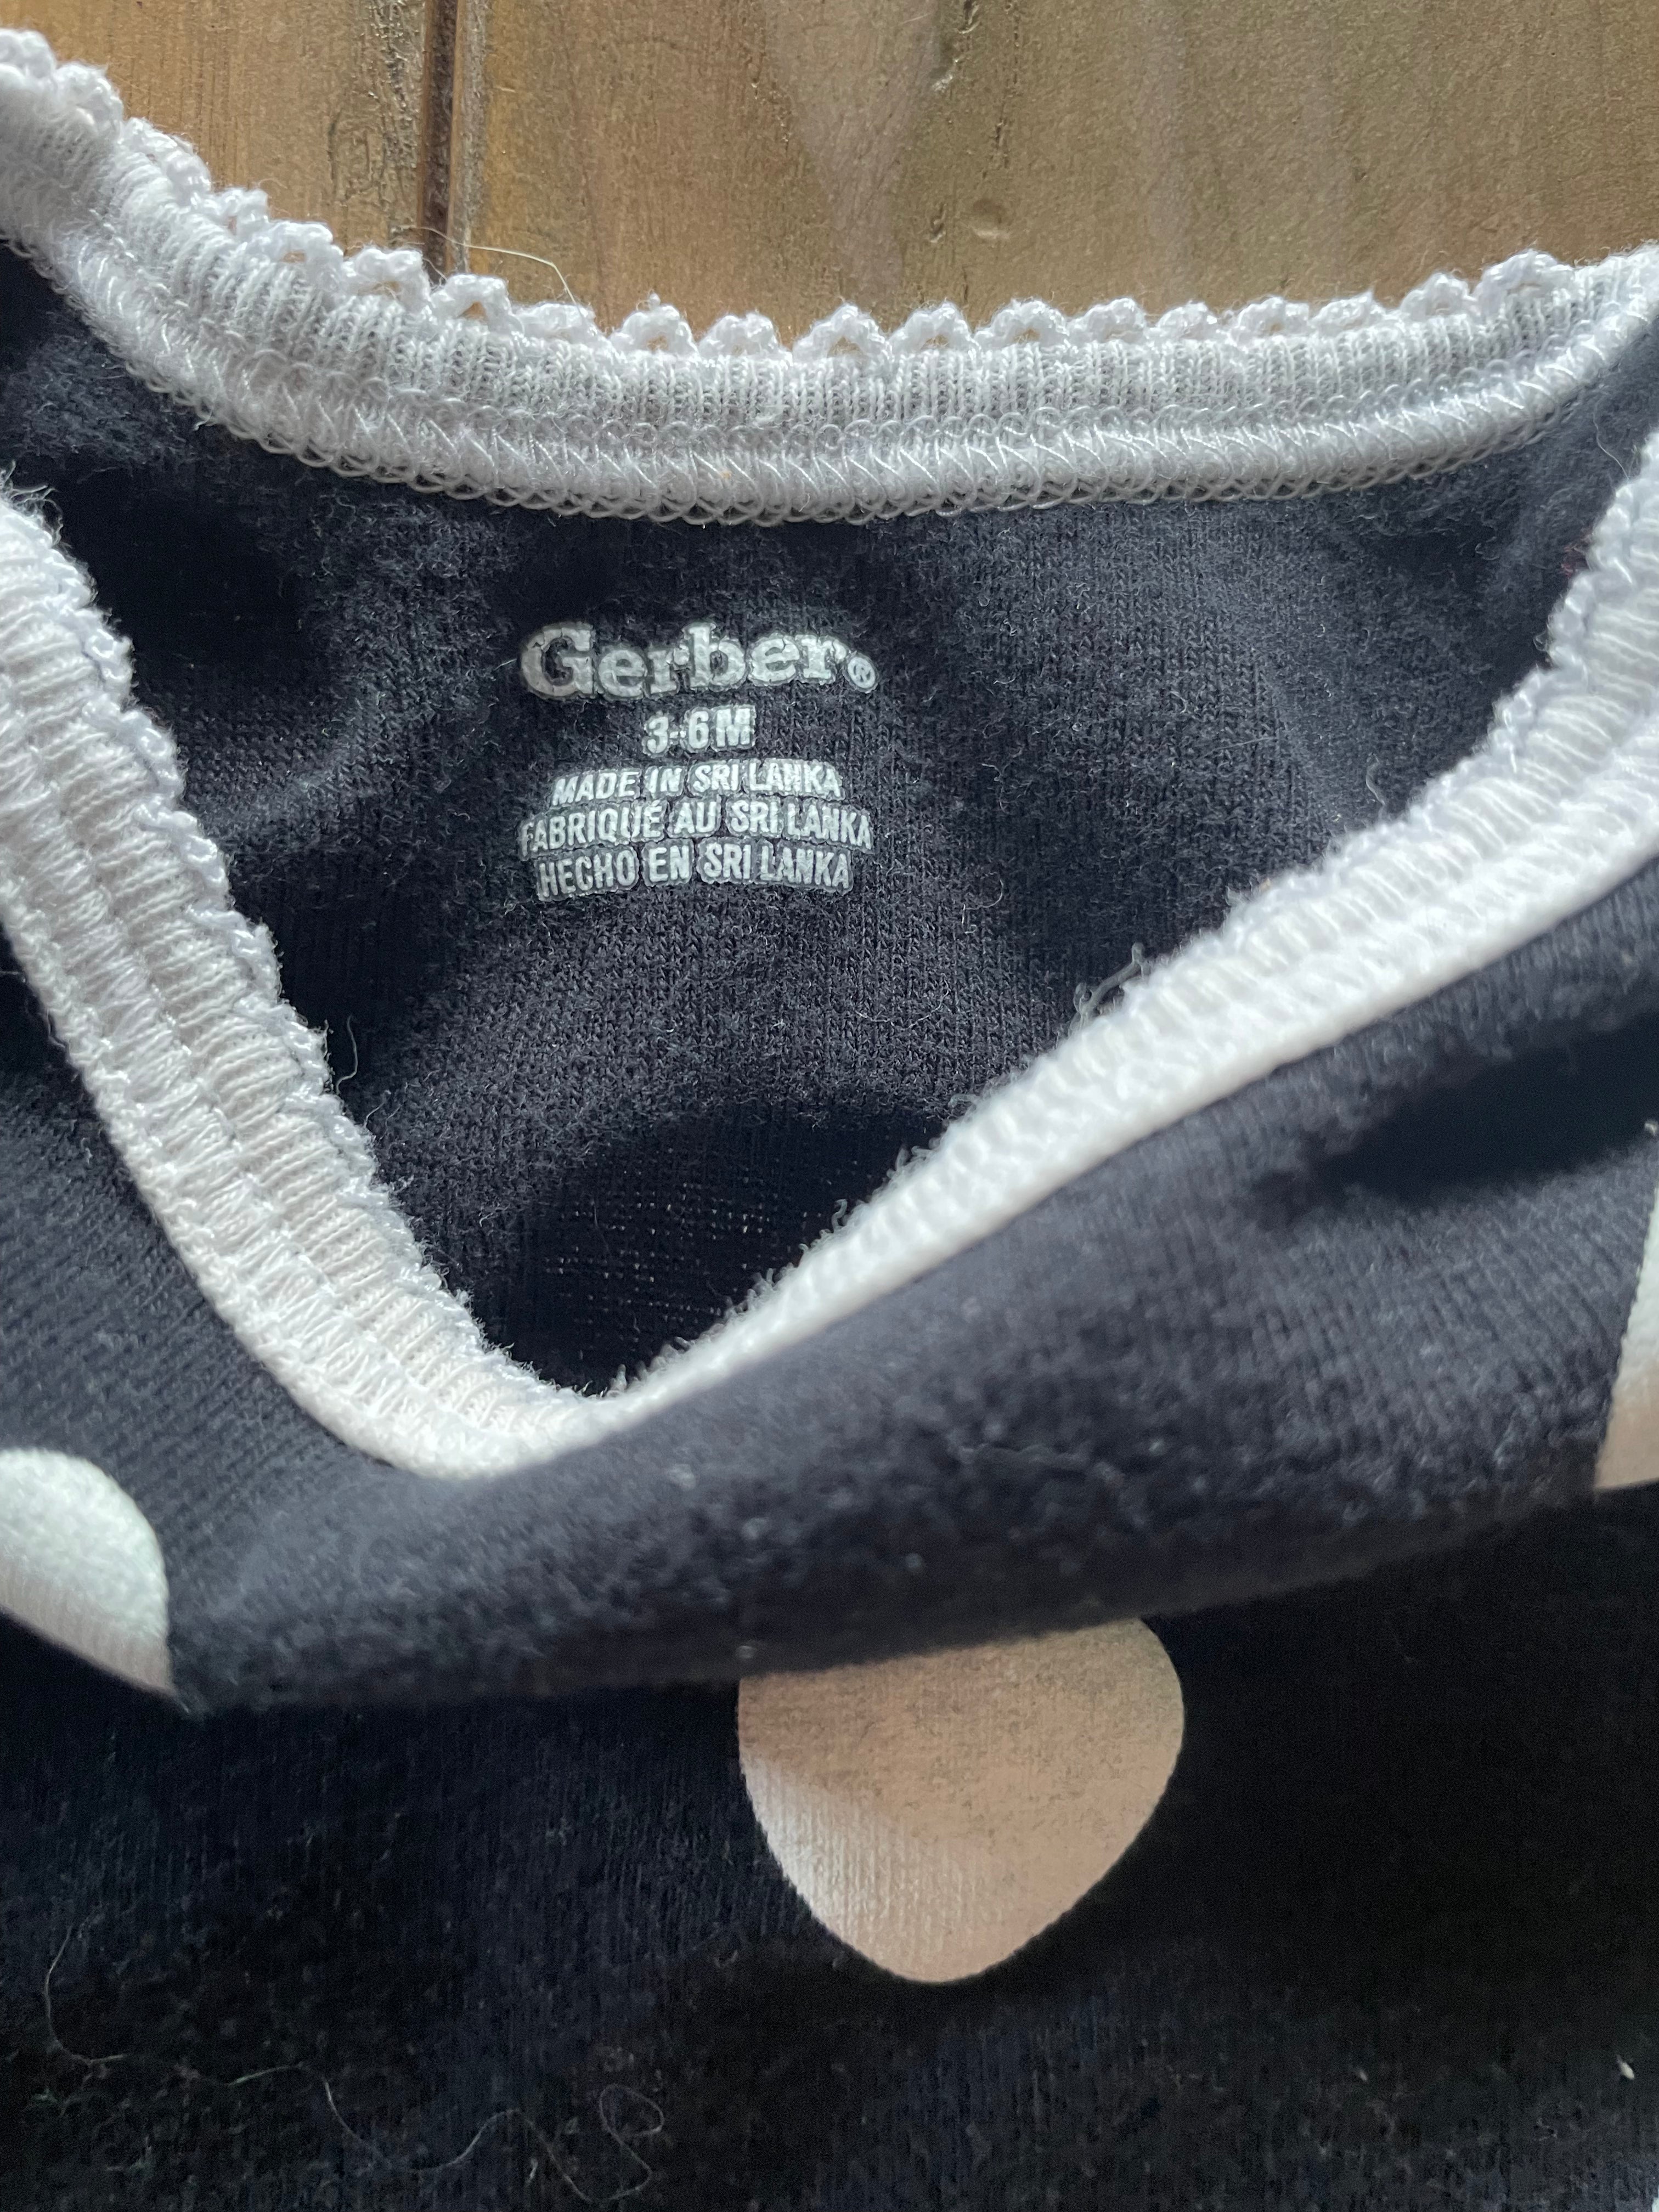 Gerber®
3-6M
MADE IN SRI LANKA
FABRIQUÉ AU SRI LANKA
HECHO EN SRI LANKA